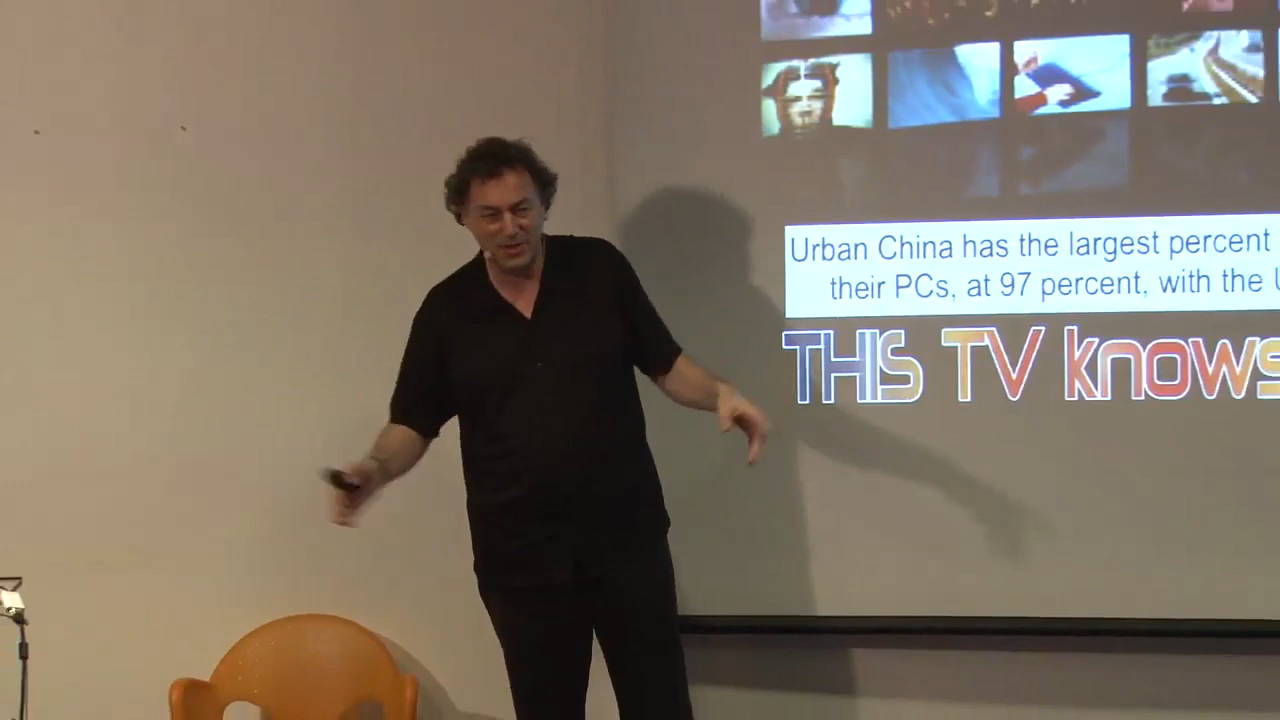 Urban China has the largest percent
their PCs, at 97 percent, with the
THIS TV knows